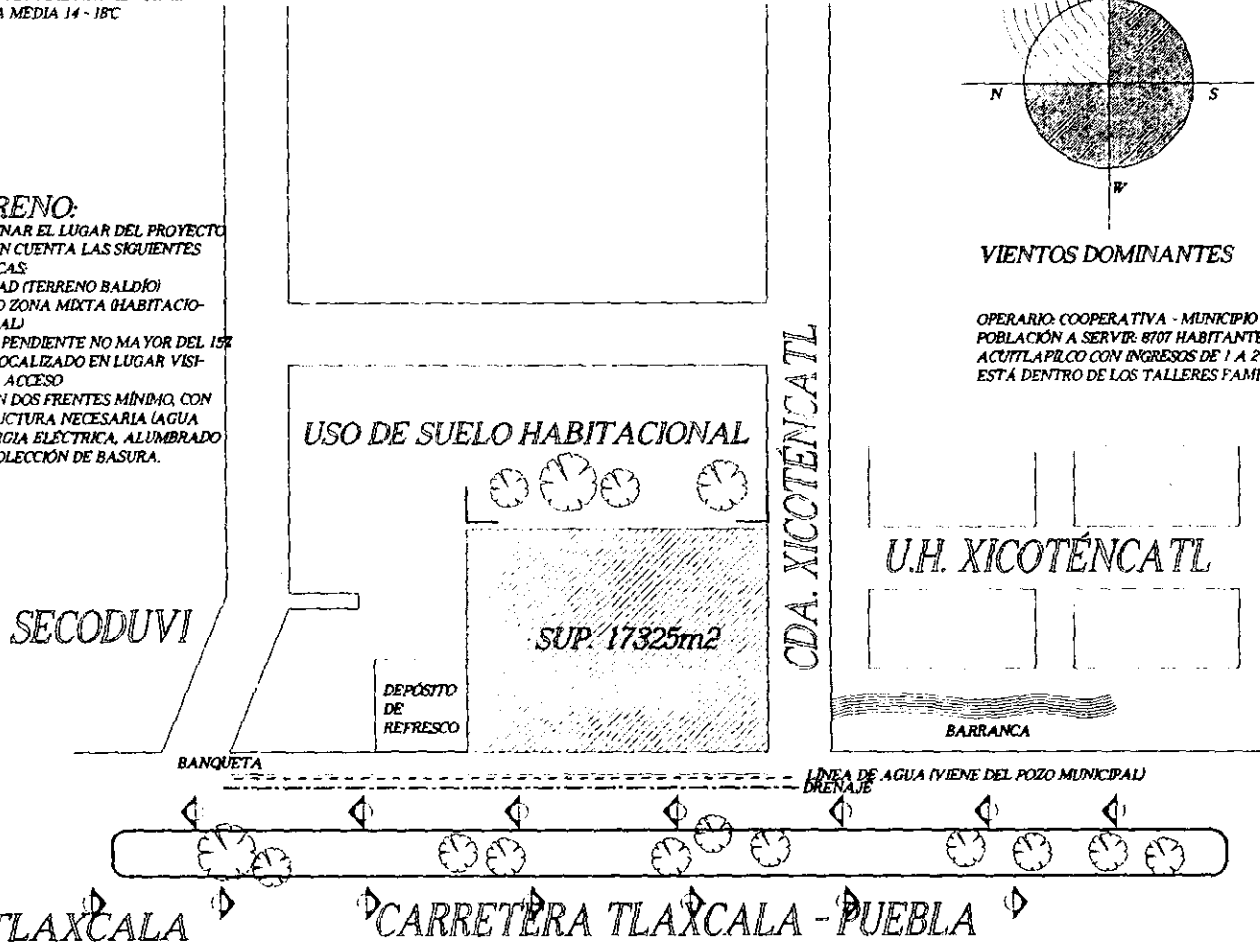 A MEDIA 14 - 18°C
RENO:
NAR EL LUGAR DEL PROYECTO
N CUENTA LAS SIGUIENTES
CAS:
AD (TERRENO BALDÍO)
O ZONA MIXTA (HABITACIO-
AL)
PENDIENTE NO MAYOR DEL 15%
OCALIZADO EN LUGAR VISI-
ACCESO
N DOS FRENTES MÍNIMO, CON
UCTURA NECESARIA (AGUA
RGIA ELÉCTRICA, ALUMBRADO
OLECCIÓN DE BASURA.
N
S
W
VIENTOS DOMINANTES
OPERARIO: COOPERATIVA - MUNICIPIO
POBLACIÓN A SERVIR: 8707 HABITANTE
ACUITLAPILCO CON INGRESOS DE 1 A 2
ESTÁ DENTRO DE LOS TALLERES FAMI
USO DE SUELO HABITACIONAL
CDA. XICOTÉNCATL
U.H. XICOTÉNCATL
SECODUVI
SUP. 17325m2
DEPÓSITO
DE
REFRESCO
BARRANCA
BANQUETA
LÍNEA DE AGUA (VIENE DEL POZO MUNICIPAL)
DRENAJE
TLAXCALA
CARRETERA TLAXCALA - PUEBLA